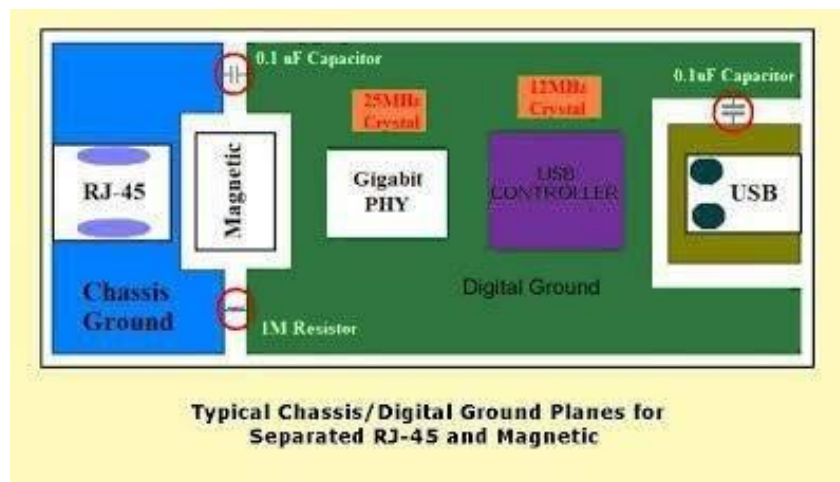 0.1 uF Capacitor
0.1uF Capacitor
25MHz
Crystal
12MHz
Crystal
RJ-45
Magnetic
Gigabit
PHY
USB
CONTROLLER
USB
Chassis
Ground
Digital Ground
1M Resistor
Typical Chassis/Digital Ground Planes for
Separated RJ-45 and Magnetic